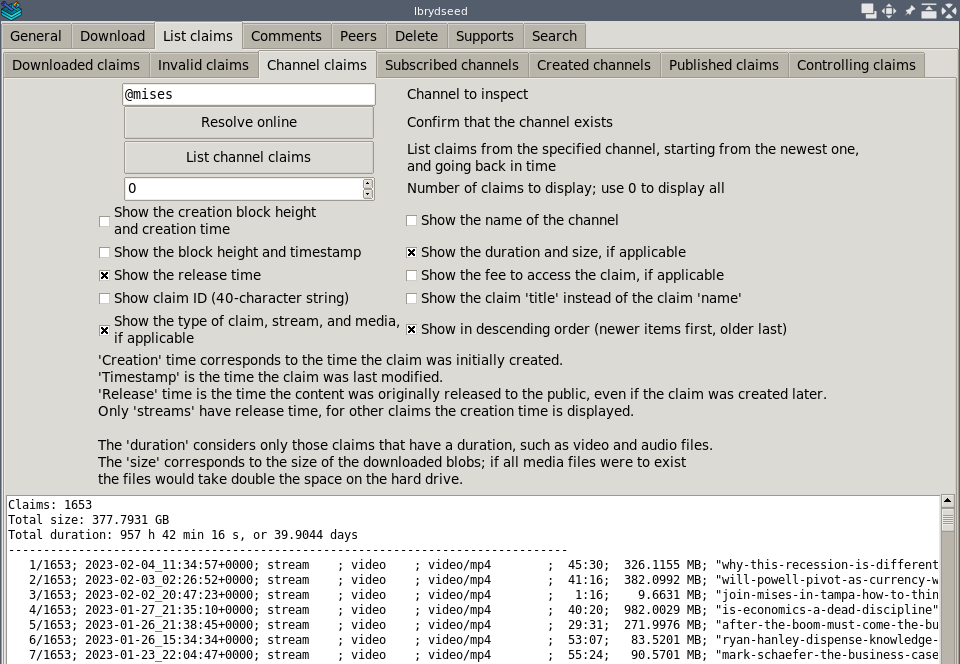 lbrydseed
General Download List claims Comments Peers Delete Supports Search
Downloaded claims Invalid claims Channel claims Subscribed channels Created channels Published claims Controlling claims
@mises Channel to inspect
Resolve online Confirm that the channel exists
List channel claims List claims from the specified channel, starting from the newest one,
and going back in time
0 Number of claims to display; use 0 to display all
Show the creation block height
and creation time
Show the name of the channel
Show the block height and timestamp Show the duration and size, if applicable
Show the release time Show the fee to access the claim, if applicable
Show claim ID (40-character string) Show the claim 'title' instead of the claim 'name'
Show the type of claim, stream, and media,
if applicable
Show in descending order (newer items first, older last)
'Creation' time corresponds to the time the claim was initially created.
'Timestamp' is the time the claim was last modified.
'Release' time is the time the content was originally released to the public, even if the claim was created later.
Only 'streams' have release time, for other claims the creation time is displayed.
The 'duration' considers only those claims that have a duration, such as video and audio files.
The 'size' corresponds to the size of the downloaded blobs; if all media files were to exist
the files would take double the space on the hard drive.
Claims: 1653
Total size: 377.7931 GB
Total duration: 957 h 42 min 16 s, or 39.9044 days
--------------------------------------------------------------------------------
1/1653; 2023-02-04_11:34:57+0000; stream ; video ; video/mp4 ; 45:30; 326.1155 MB; "why-this-recession-is-different
2/1653; 2023-02-03_02:26:52+0000; stream ; video ; video/mp4 ; 41:16; 382.0992 MB; "will-powell-pivot-as-currency-w
3/1653; 2023-02-02_20:47:23+0000; stream ; video ; video/mp4 ; 1:16; 9.6631 MB; "join-mises-in-tampa-how-to-thin
4/1653; 2023-01-27_21:35:10+0000; stream ; video ; video/mp4 ; 40:20; 982.0029 MB; "is-economics-a-dead-discipline"
5/1653; 2023-01-26_21:38:45+0000; stream ; video ; video/mp4 ; 29:31; 271.9976 MB; "after-the-boom-must-come-the-bu
6/1653; 2023-01-26_15:34:34+0000; stream ; video ; video/mp4 ; 53:07; 83.5201 MB; "ryan-hanley-dispense-knowledge-
7/1653; 2023-01-23_22:04:47+0000; stream ; video ; video/mp4 ; 55:24; 90.5701 MB; "mark-schaefer-the-business-case